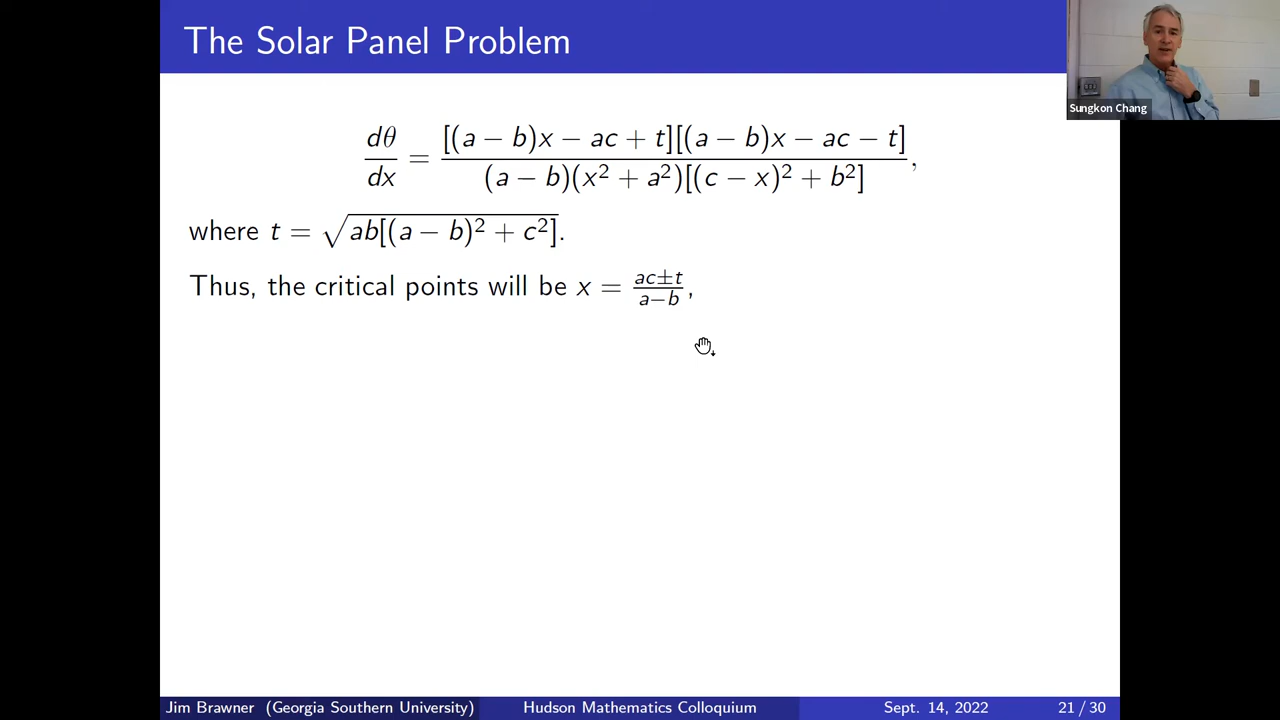 The Solar Panel Problem
Sungkon Chang
dθ/dx = [(a − b)x − ac + t][(a − b)x − ac − t] / (a − b)(x² + a²)[(c − x)² + b²],
where t = √ab[(a − b)² + c²].
Thus, the critical points will be x = ac±t / a−b,
Jim Brawner (Georgia Southern University) Hudson Mathematics Colloquium Sept. 14, 2022 21 / 30